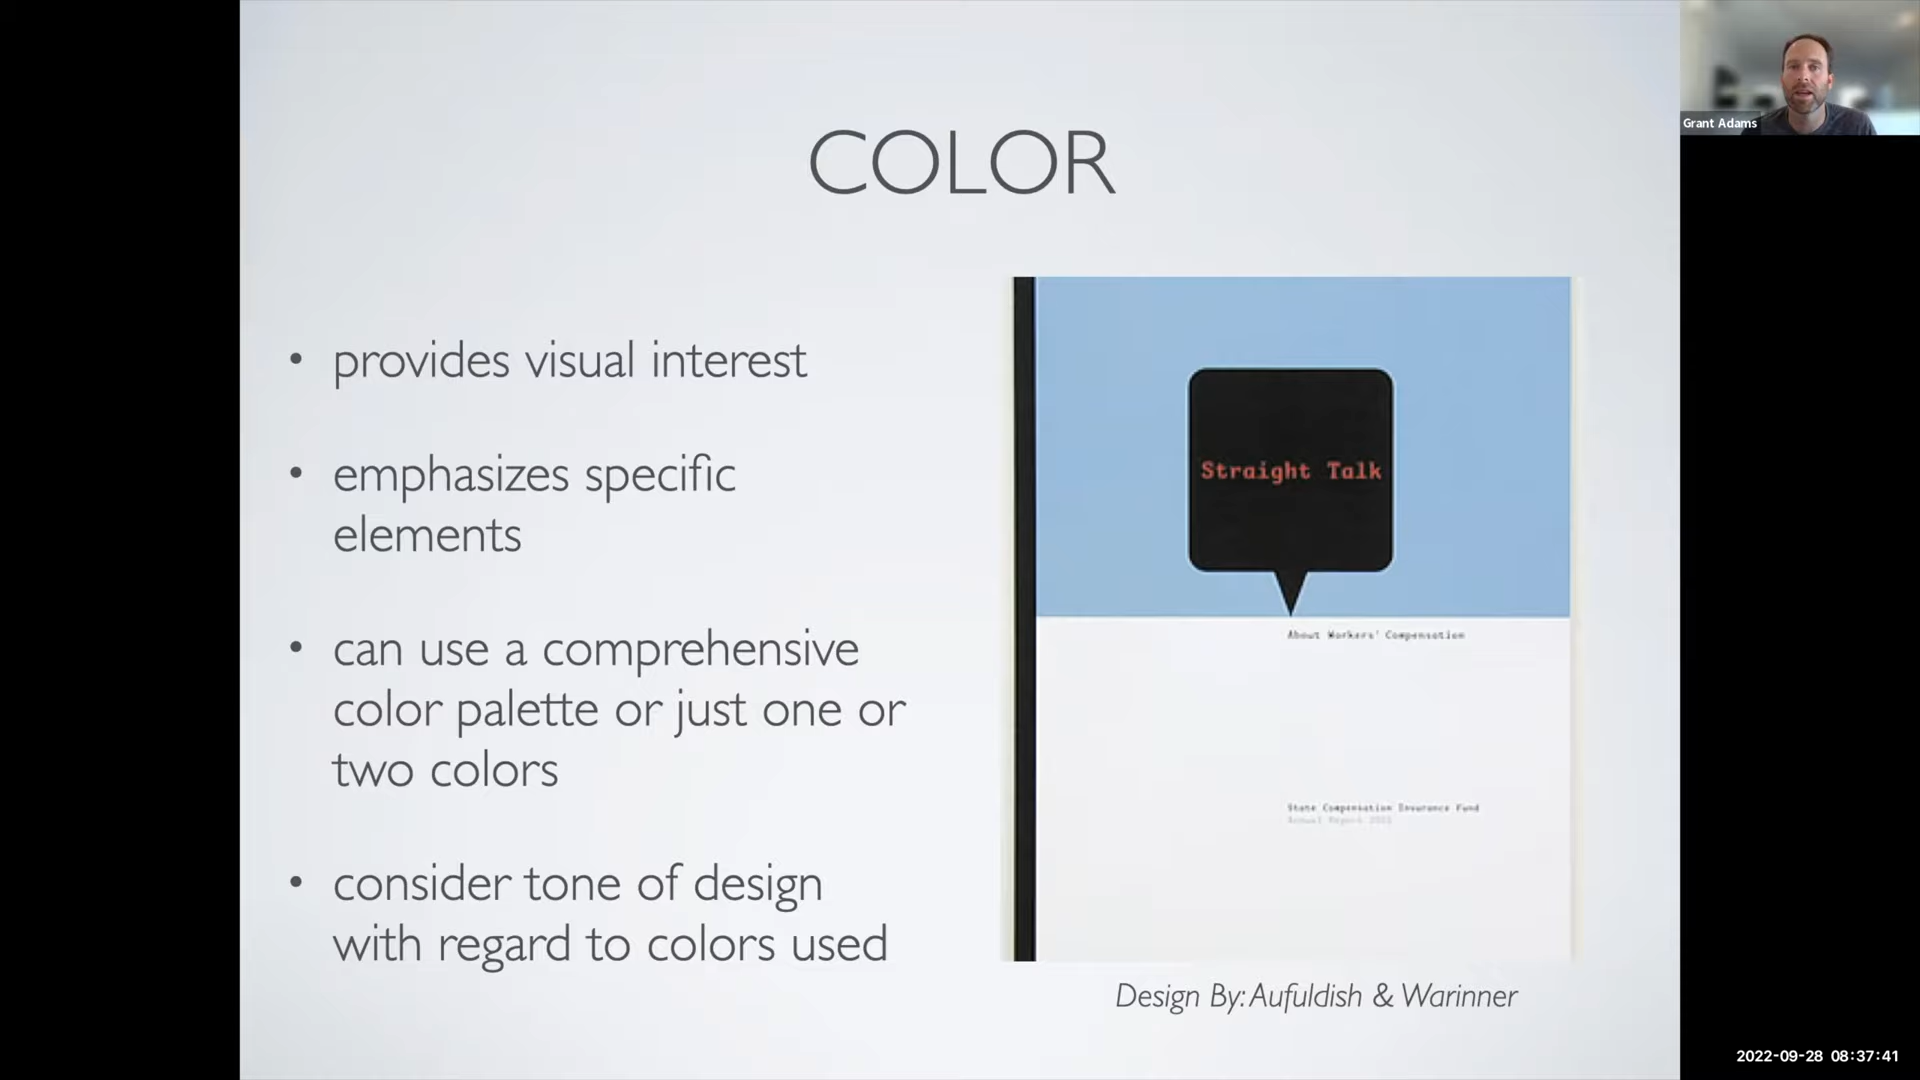 COLOR
• provides visual interest
• emphasizes specific
elements
• can use a comprehensive
color palette or just one or
two colors
• consider tone of design
with regard to colors used
Straight Talk
About Workers' Compensation
State Compensation Insurance Fund
Annual Report
Design By: Aufuldish & Warinner
Grant Adams
2022-09-28 08:37:41